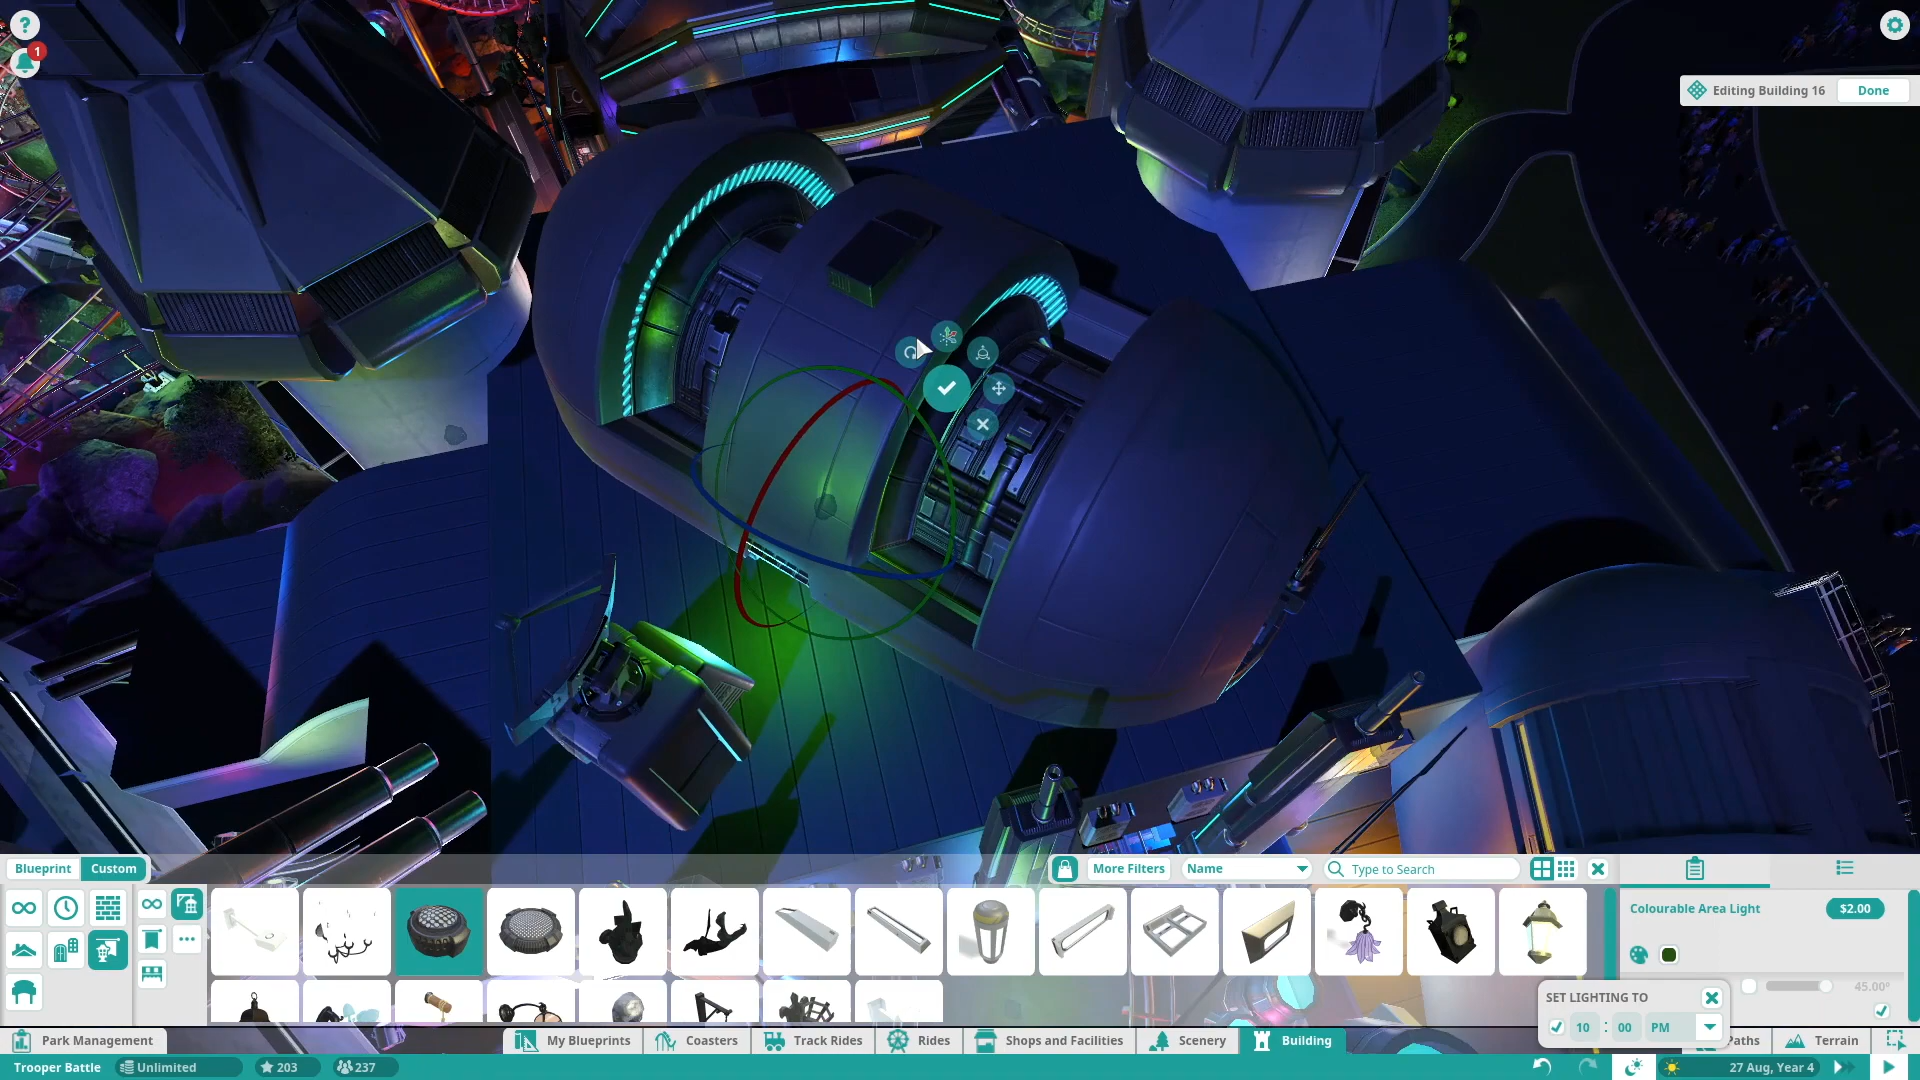 ?
1
Editing Building 16
Done
Blueprint
Custom
More Filters
Name
Type to Search
Colourable Area Light
$2.00
SET LIGHTING TO
45.00°
10 : 00 PM
Park Management
My Blueprints
Coasters
Track Rides
Rides
Shops and Facilities
Scenery
Building
Paths
Terrain
Trooper Battle
Unlimited
203
237
27 Aug, Year 4